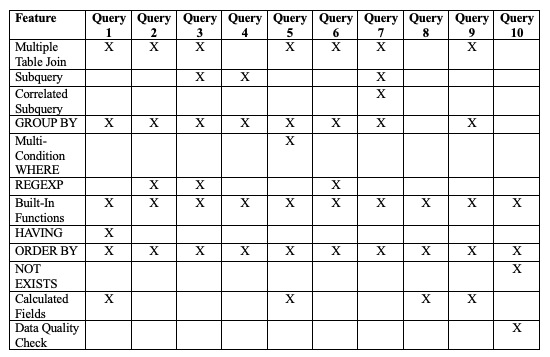 Feature Query 1 Query 2 Query 3 Query 4 Query 5 Query 6 Query 7 Query 8 Query 9 Query 10
Multiple Table Join X X X X X X X
Subquery X X X
Correlated Subquery X
GROUP BY X X X X X X X X
Multi-Condition WHERE X
REGEXP X X X
Built-In Functions X X X X X X X X X X
HAVING X
ORDER BY X X X X X X X X X X
NOT EXISTS X
Calculated Fields X X X X
Data Quality Check X